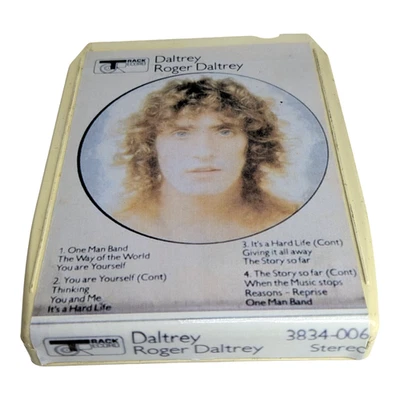 TRACK
RECORD
Daltrey
Roger Daltrey
1. One Man Band
The Way of the World
You are Yourself
2. You are Yourself (Cont)
Thinking
You and Me
It's a Hard Life
3. It's a Hard Life (Cont)
Giving it all away
The Story so far
4. The Story so far (Cont)
When the Music stops
Reasons - Reprise
One Man Band
TRACK
RECORD
Daltrey
Roger Daltrey
3834-006
Stereo